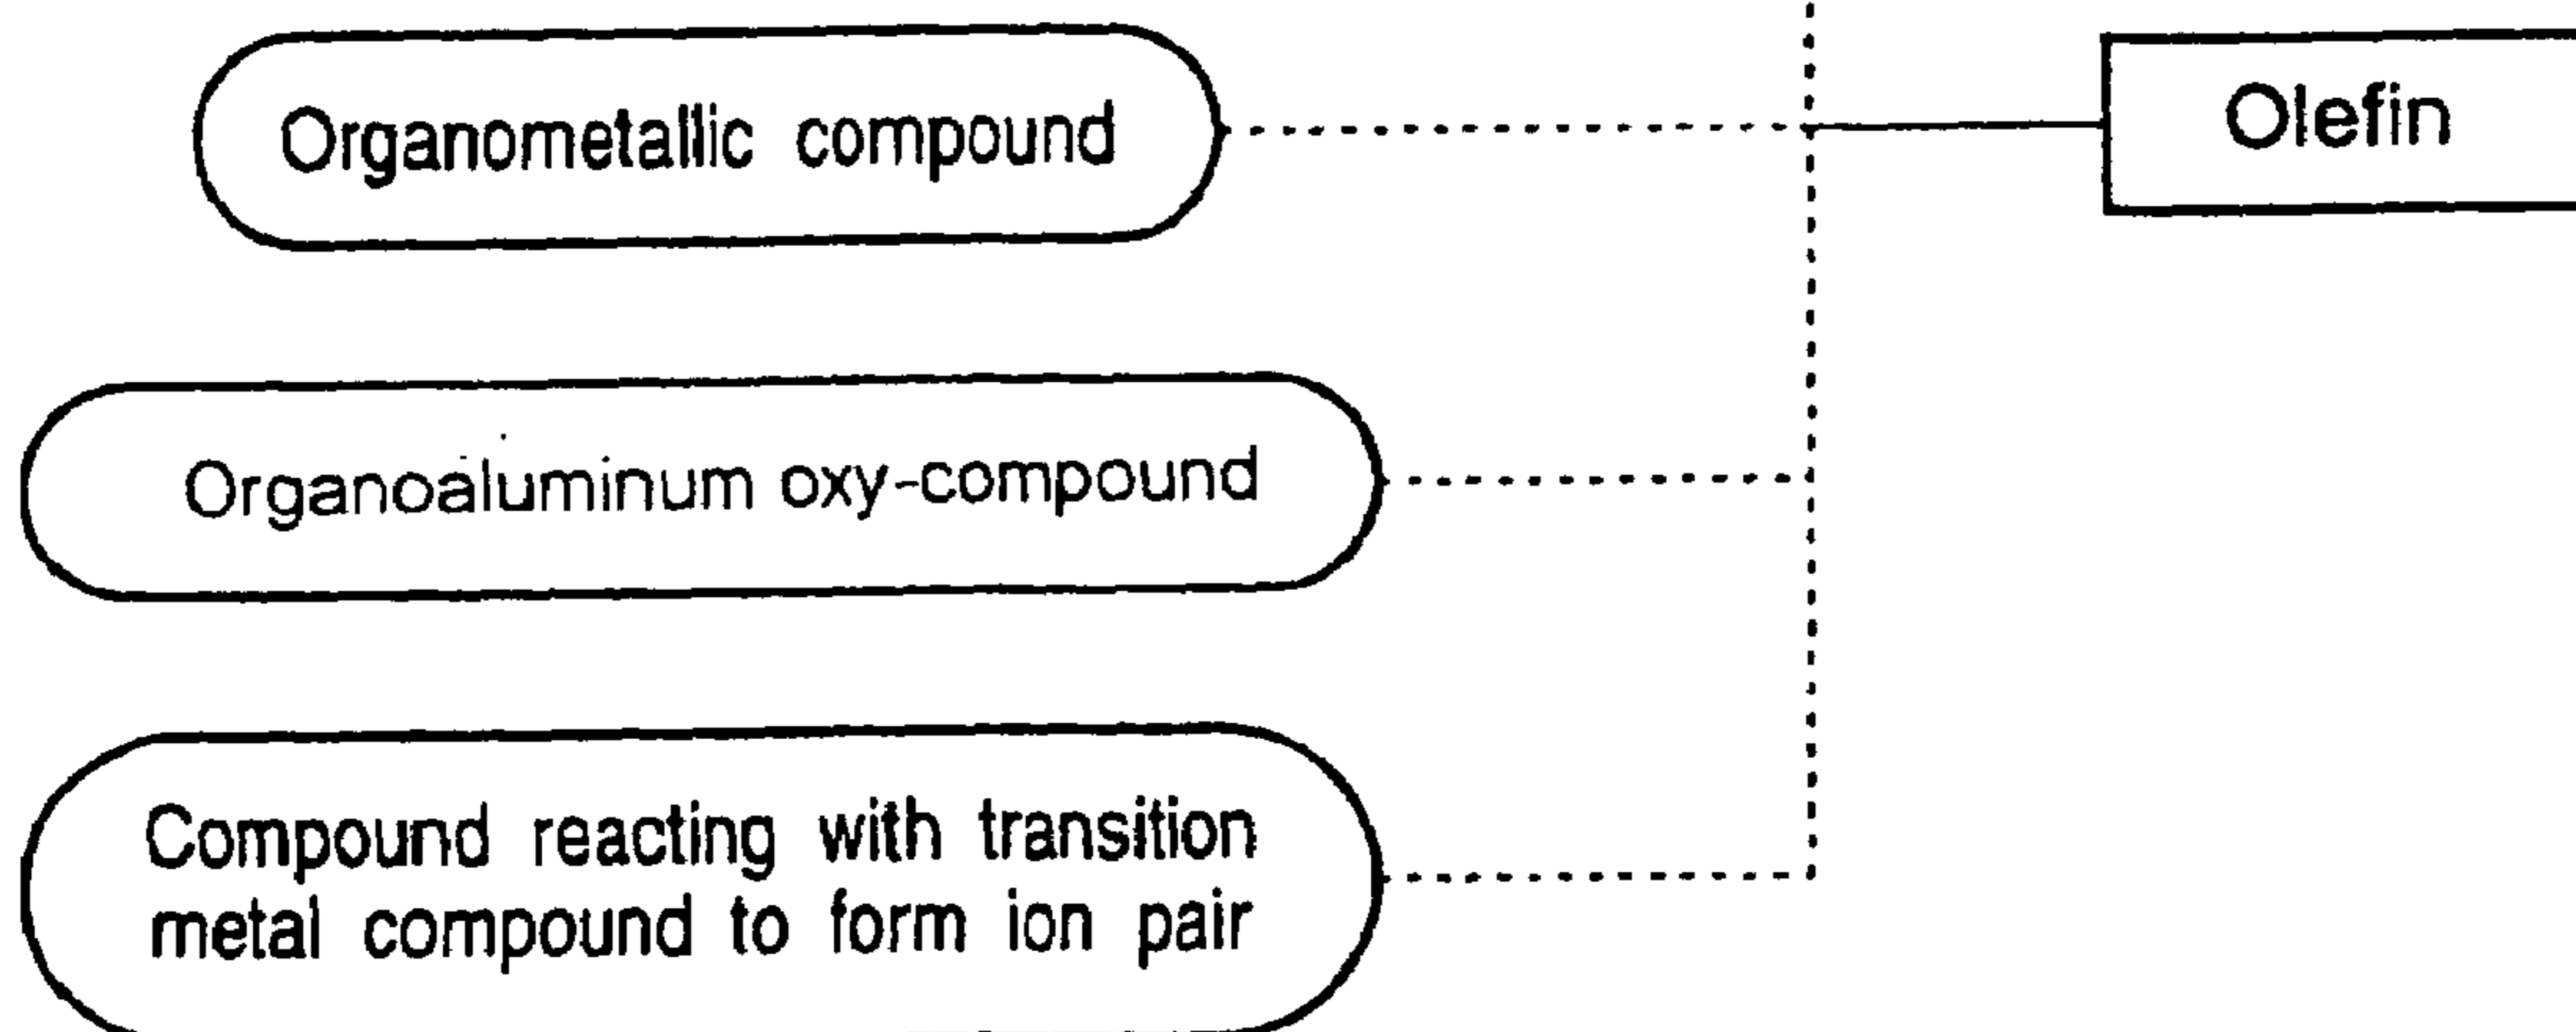 Organometallic compound
Olefin
Organoaluminum oxy-compound
Compound reacting with transition
metal compound to form ion pair